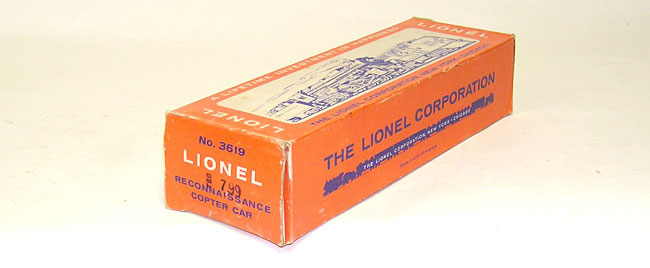 LIONEL
A LIFETIME INVESTMENT IN HAPPINESS
LIONEL
THE LIONEL CORPORATION NEW YORK - CHICAGO
No. 3619
LIONEL
7.99
RECONNAISSANCE
COPTER CAR
THE LIONEL CORPORATION
THE LIONEL CORPORATION, NEW YORK • CHICAGO